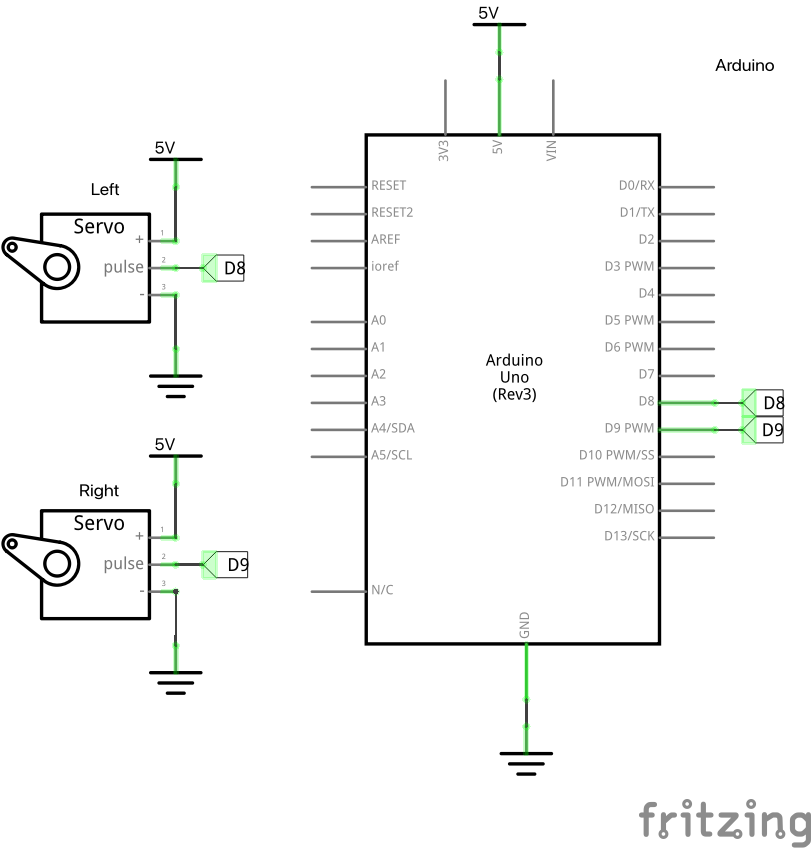 5V
Arduino
5V
Left
Servo
+ 1
pulse 2
D8
- 3
5V
Right
Servo
+ 1
pulse 2
D9
- 3
3V3
5V
VIN
RESET
RESET2
AREF
ioref
A0
A1
A2
A3
A4/SDA
A5/SCL
N/C
Arduino
Uno
(Rev3)
D0/RX
D1/TX
D2
D3 PWM
D4
D5 PWM
D6 PWM
D7
D8
D9 PWM
D10 PWM/SS
D11 PWM/MOSI
D12/MISO
D13/SCK
D8
D9
GND
fritzing